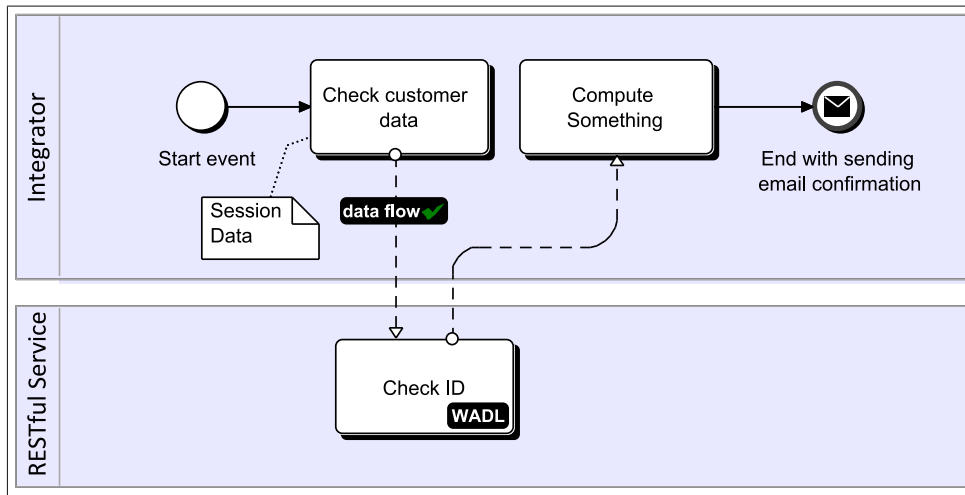 Integrator
Check customer
data
Compute
Something
Start event
End with sending
email confirmation
Session
Data
data flow
RESTful Service
Check ID
WADL